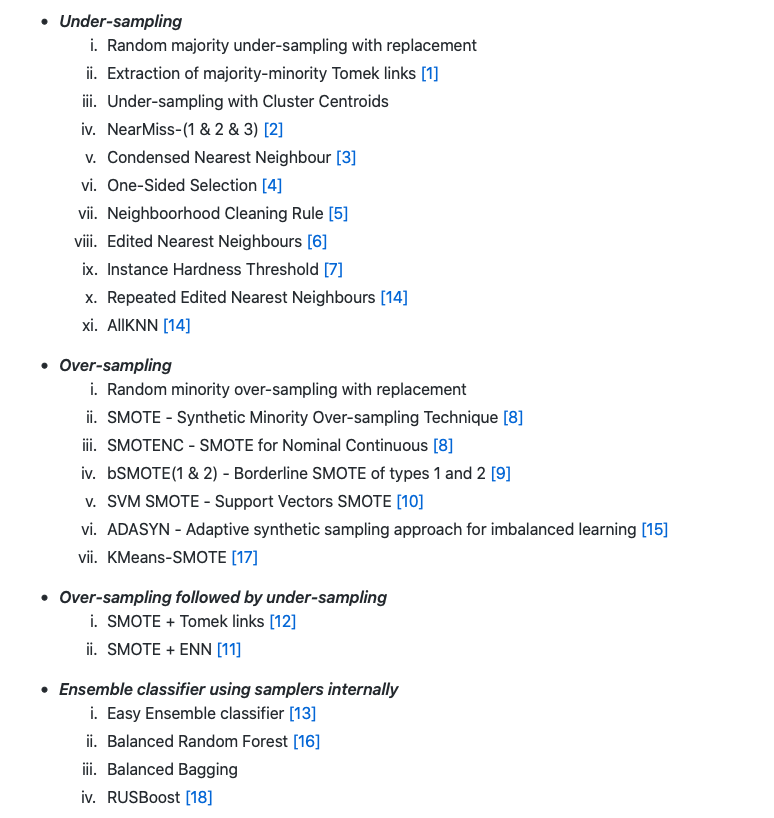 • Under-sampling
i. Random majority under-sampling with replacement
ii. Extraction of majority-minority Tomek links [1]
iii. Under-sampling with Cluster Centroids
iv. NearMiss-(1 & 2 & 3) [2]
v. Condensed Nearest Neighbour [3]
vi. One-Sided Selection [4]
vii. Neighboorhood Cleaning Rule [5]
viii. Edited Nearest Neighbours [6]
ix. Instance Hardness Threshold [7]
x. Repeated Edited Nearest Neighbours [14]
xi. AllKNN [14]
• Over-sampling
i. Random minority over-sampling with replacement
ii. SMOTE - Synthetic Minority Over-sampling Technique [8]
iii. SMOTENC - SMOTE for Nominal Continuous [8]
iv. bSMOTE(1 & 2) - Borderline SMOTE of types 1 and 2 [9]
v. SVM SMOTE - Support Vectors SMOTE [10]
vi. ADASYN - Adaptive synthetic sampling approach for imbalanced learning [15]
vii. KMeans-SMOTE [17]
• Over-sampling followed by under-sampling
i. SMOTE + Tomek links [12]
ii. SMOTE + ENN [11]
• Ensemble classifier using samplers internally
i. Easy Ensemble classifier [13]
ii. Balanced Random Forest [16]
iii. Balanced Bagging
iv. RUSBoost [18]